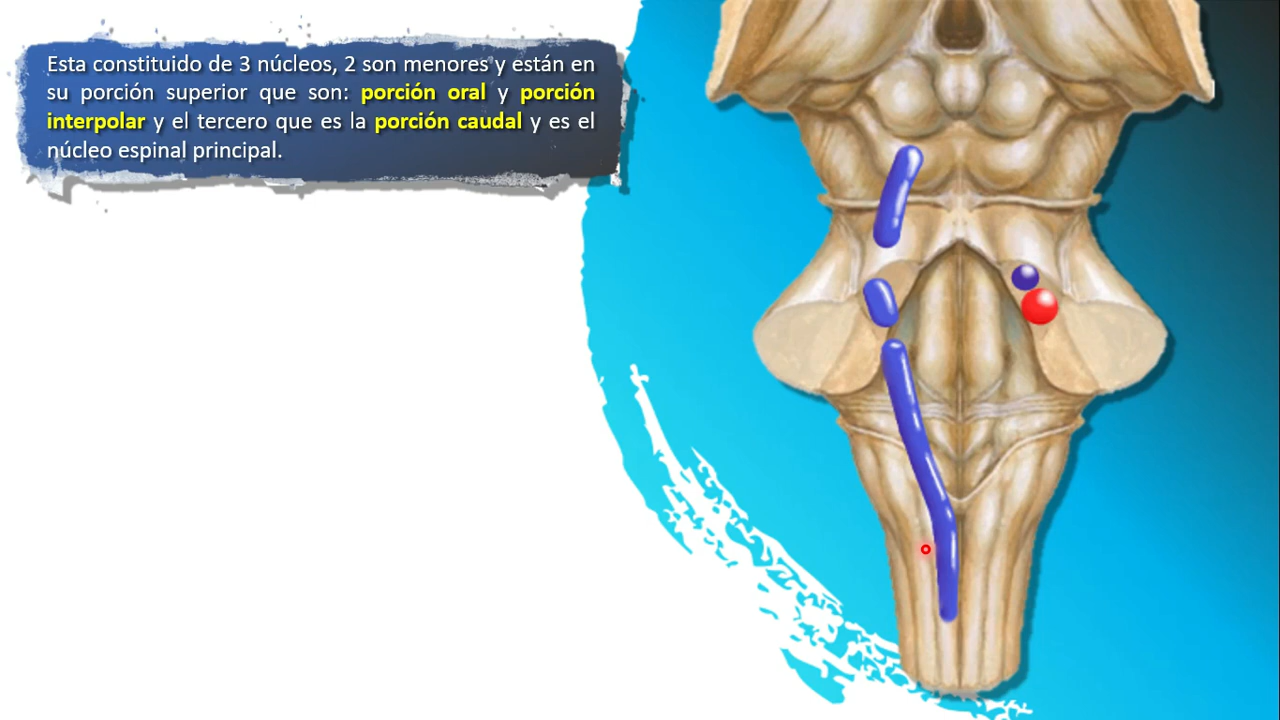 Esta constituido de 3 núcleos, 2 son menores y están en
su porción superior que son: porción oral y porción
interpolar y el tercero que es la porción caudal y es el
núcleo espinal principal.